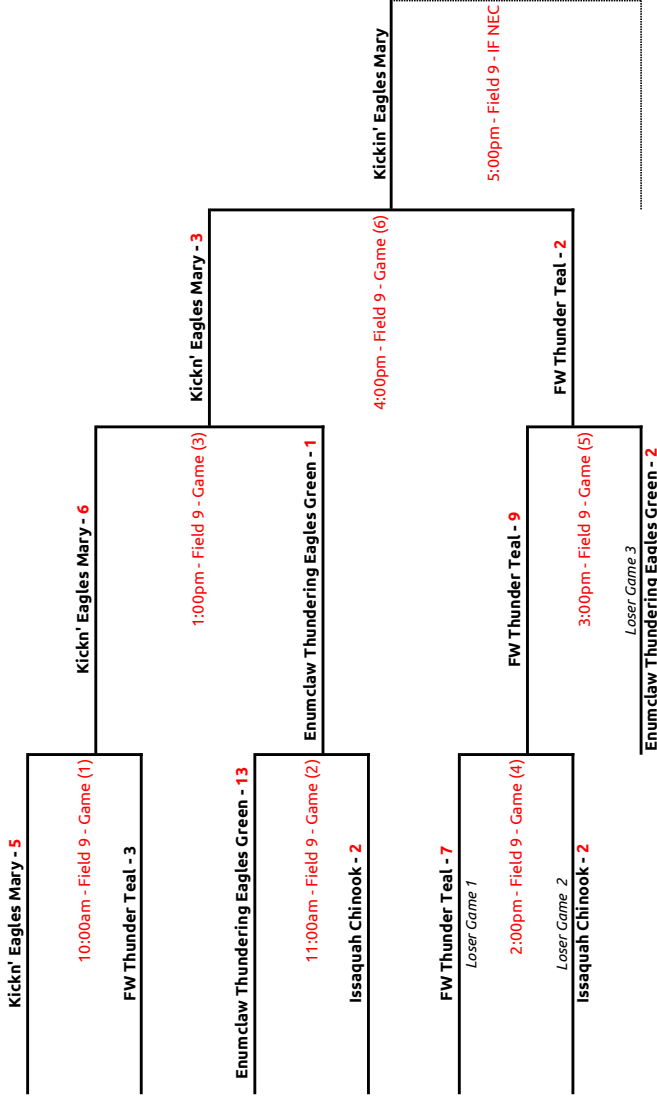 Kickn' Eagles Mary - 5
10:00am - Field 9 - Game (1)
FW Thunder Teal - 3
Enumclaw Thundering Eagles Green - 13
11:00am - Field 9 - Game (2)
Issaquah Chinook - 2
FW Thunder Teal - 7
Loser Game 1
2:00pm - Field 9 - Game (4)
Loser Game 2
Issaquah Chinook - 2
Kickn' Eagles Mary - 6
1:00pm - Field 9 - Game (3)
Enumclaw Thundering Eagles Green - 1
FW Thunder Teal - 9
3:00pm - Field 9 - Game (5)
Loser Game 3
Enumclaw Thundering Eagles Green - 2
Kickn' Eagles Mary - 3
4:00pm - Field 9 - Game (6)
FW Thunder Teal - 2
Kickin' Eagles Mary
5:00pm - Field 9 - IF NEC